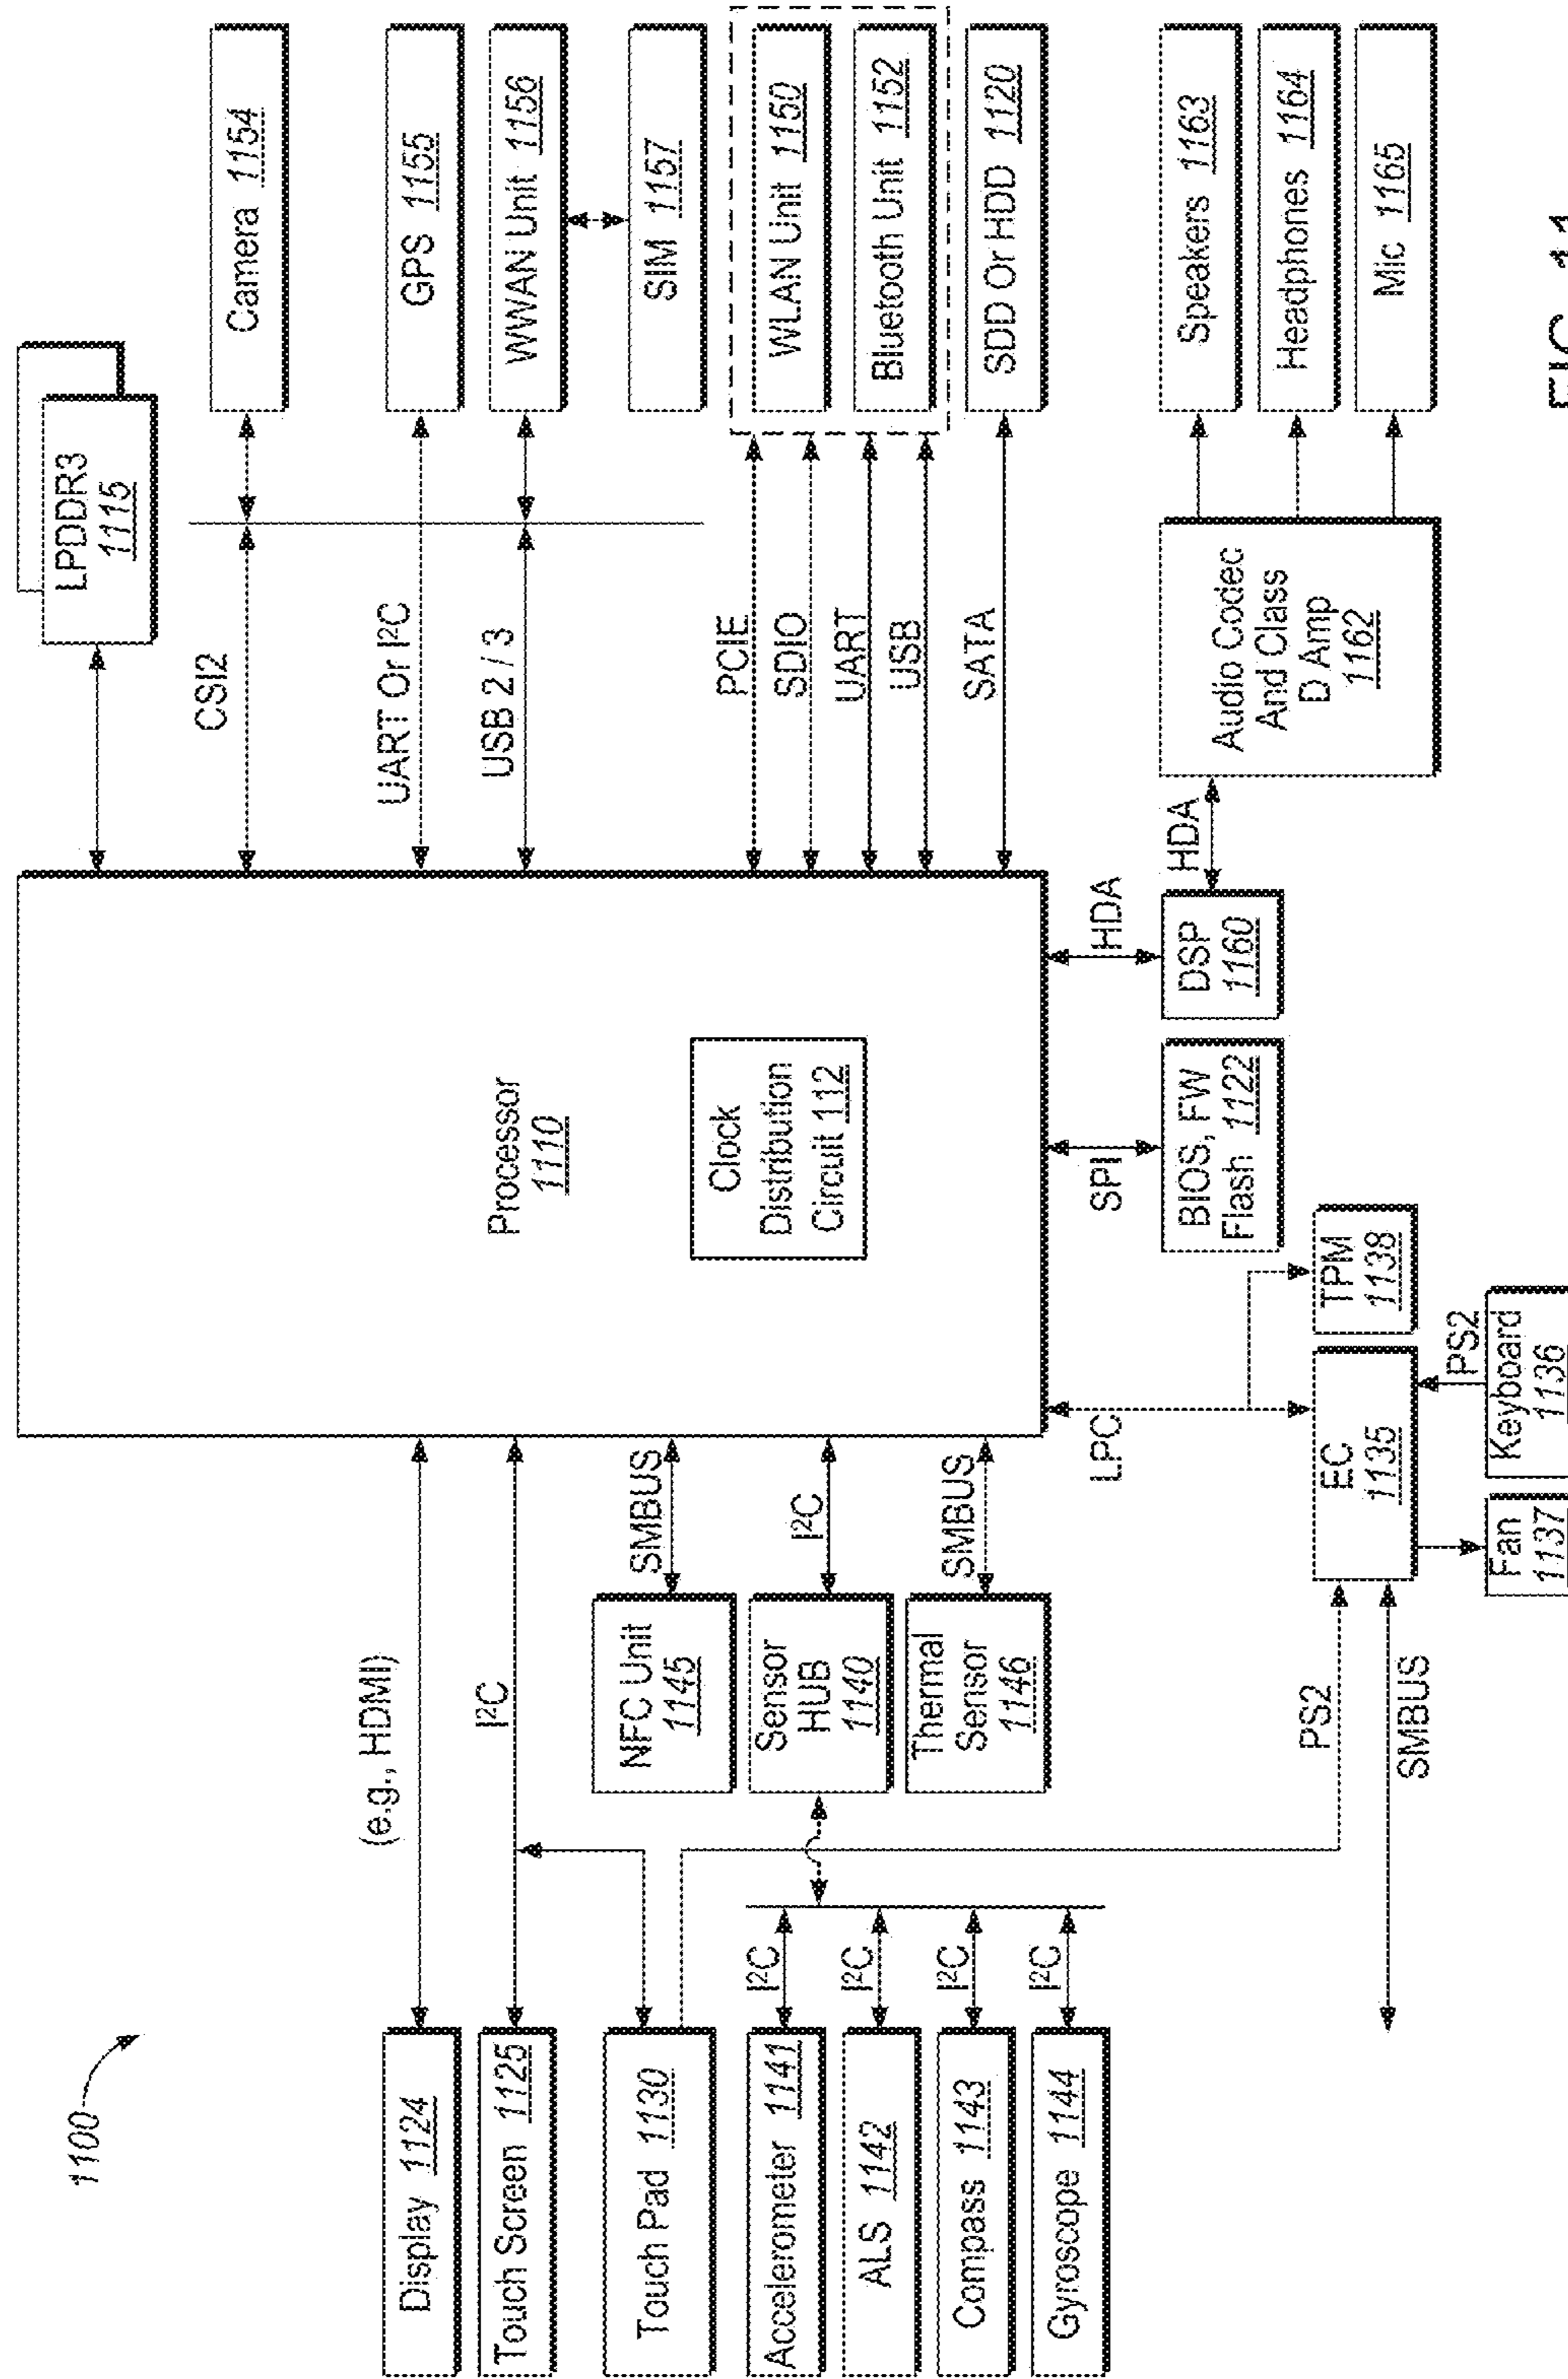 1100
LPDDR3
1115
Display 1124
(e.g., HDMI)
Touch Screen 1125
I²C
Touch Pad 1130
Accelerometer 1141
I²C
ALS 1142
I²C
Compass 1143
I²C
Gyroscope 1144
I²C
NFC Unit
1145
SMBUS
Sensor
HUB
1140
I²C
Thermal
Sensor
1146
SMBUS
PS2
SMBUS
Processor
1110
Clock
Distribution
Circuit 112
CSI2
Camera 1154
UART Or I²C
GPS 1155
USB 2 / 3
WWAN Unit 1156
SIM 1157
PCIE
SDIO
UART
USB
WLAN Unit 1150
Bluetooth Unit 1152
SATA
SDD Or HDD 1120
LPC
SPI
HDA
EC
1135
TPM
1138
BIOS, FW
Flash 1122
DSP
1160
HDA
Audio Codec
And Class
D Amp
1162
Speakers 1163
Headphones 1164
Mic 1165
Fan
1137
PS2
Keyboard
1136
FIG. 11